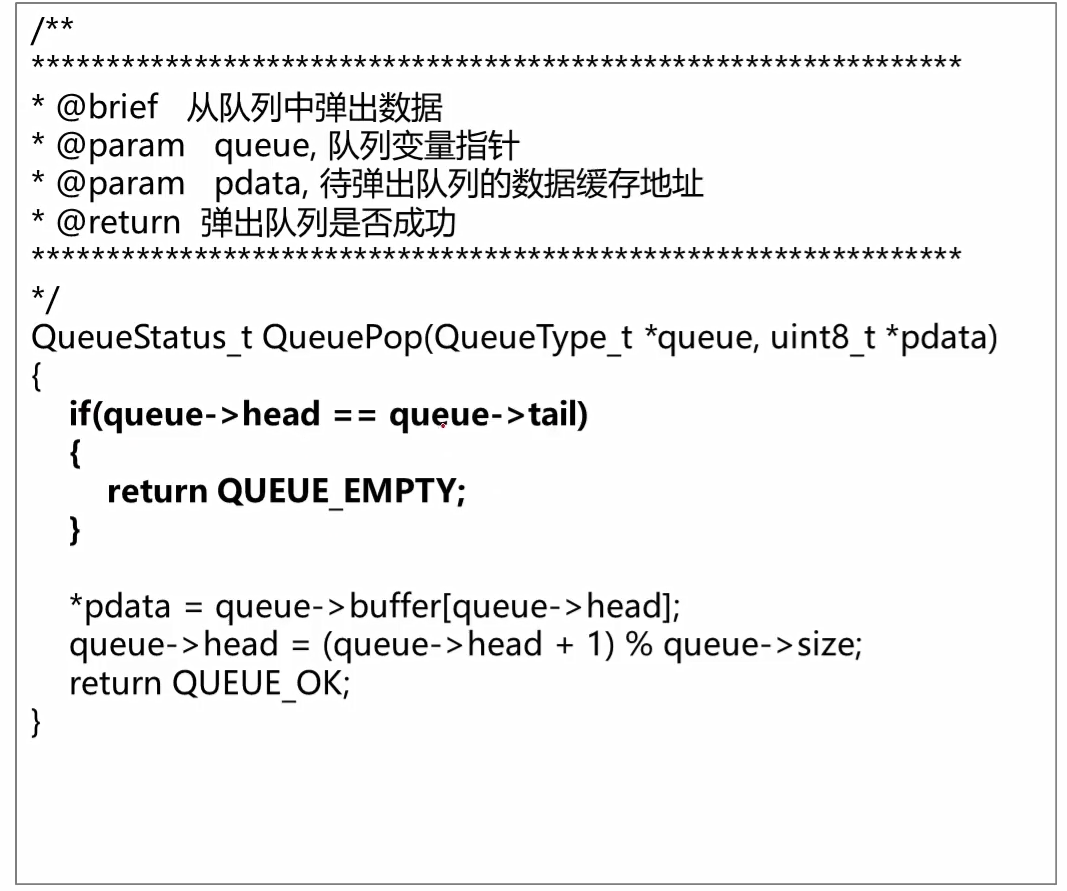 /**
**************************************************************
* @brief 从队列中弹出数据
* @param queue, 队列变量指针
* @param pdata, 待弹出队列的数据缓存地址
* @return 弹出队列是否成功
**************************************************************
*/
QueueStatus_t QueuePop(QueueType_t *queue, uint8_t *pdata)
{
if(queue->head == queue->tail)
{
return QUEUE_EMPTY;
}
*pdata = queue->buffer[queue->head];
queue->head = (queue->head + 1) % queue->size;
return QUEUE_OK;
}